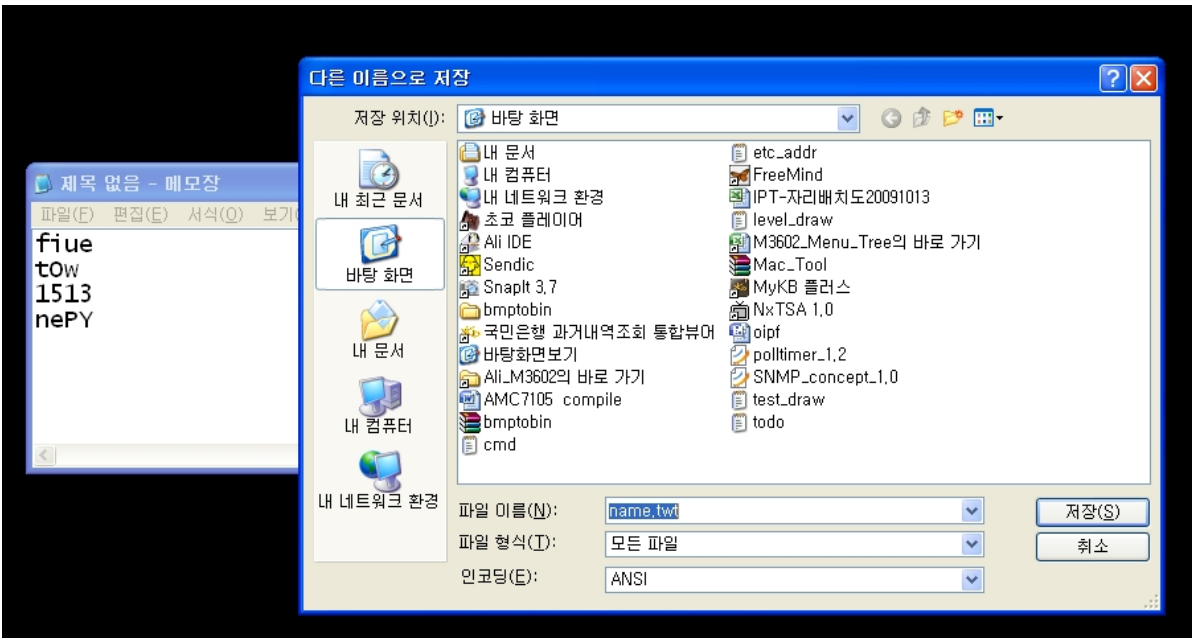 다른 이름으로 저장
저장 위치(I):
바탕 화면
제목 없음 - 메모장
파일(F) 편집(E) 서식(O) 보기(
fiue
tow
1513
nePY
내 최근 문서
바탕 화면
내 문서
내 컴퓨터
내 네트워크 환경
내 문서
내 컴퓨터
내 네트워크 환경
초코 플레이어
Ali IDE
Sendic
SnapIt 3.7
bmptobin
국민은행 과거내역조회 통합뷰어
바탕화면보기
Ali_M3602의 바로 가기
AMC7105 compile
bmptobin
cmd
etc_addr
FreeMind
IPT-자리배치도20091013
level_draw
M3602_Menu_Tree의 바로 가기
Mac_Tool
MyKB 플러스
NxTSA 1.0
oipf
polltimer_1.2
SNMP_concept_1.0
test_draw
todo
파일 이름(N):
name.twt
저장(S)
파일 형식(T):
모든 파일
취소
인코딩(E):
ANSI